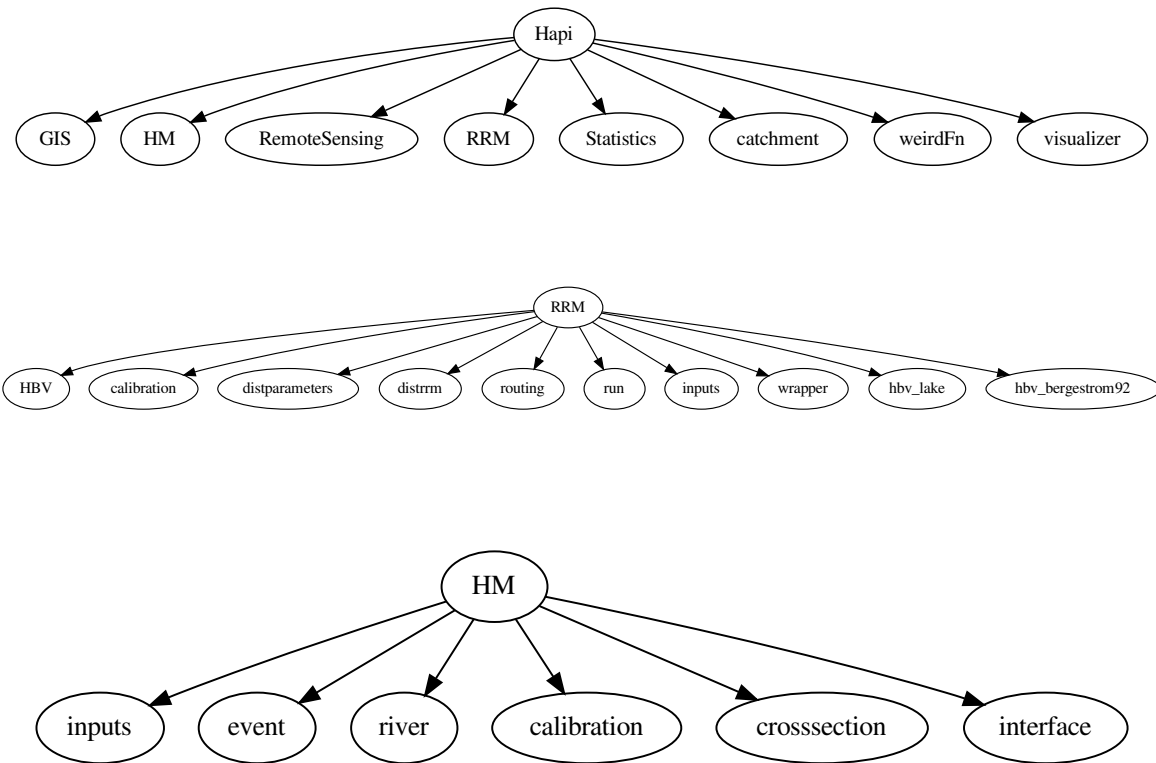 Hapi
GIS HM RemoteSensing RRM Statistics catchment weirdFn visualizer
RRM
HBV calibration distparameters distrrm routing run inputs wrapper hbv_lake hbv_bergestrom92
HM
inputs event river calibration crosssection interface